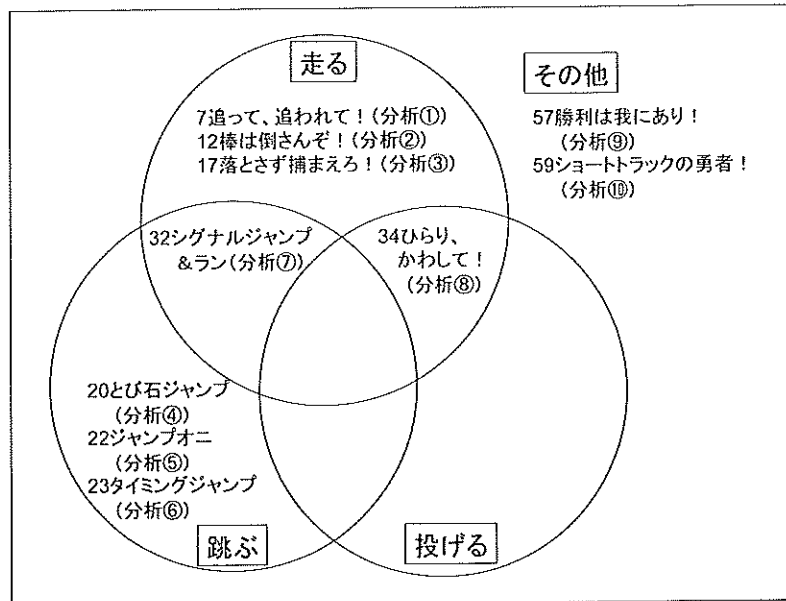 走る
その他
7追って、追われて！(分析①)
12棒は倒さんぞ！(分析②)
17落とさず捕まえろ！(分析③)
57勝利は我にあり！
(分析⑨)
59ショートトラックの勇者！
(分析⑩)
32シグナルジャンプ
＆ラン(分析⑦)
34ひらり、
かわして！
(分析⑧)
20とび石ジャンプ
(分析④)
22ジャンプオニ
(分析⑤)
23タイミングジャンプ
(分析⑥)
跳ぶ
投げる